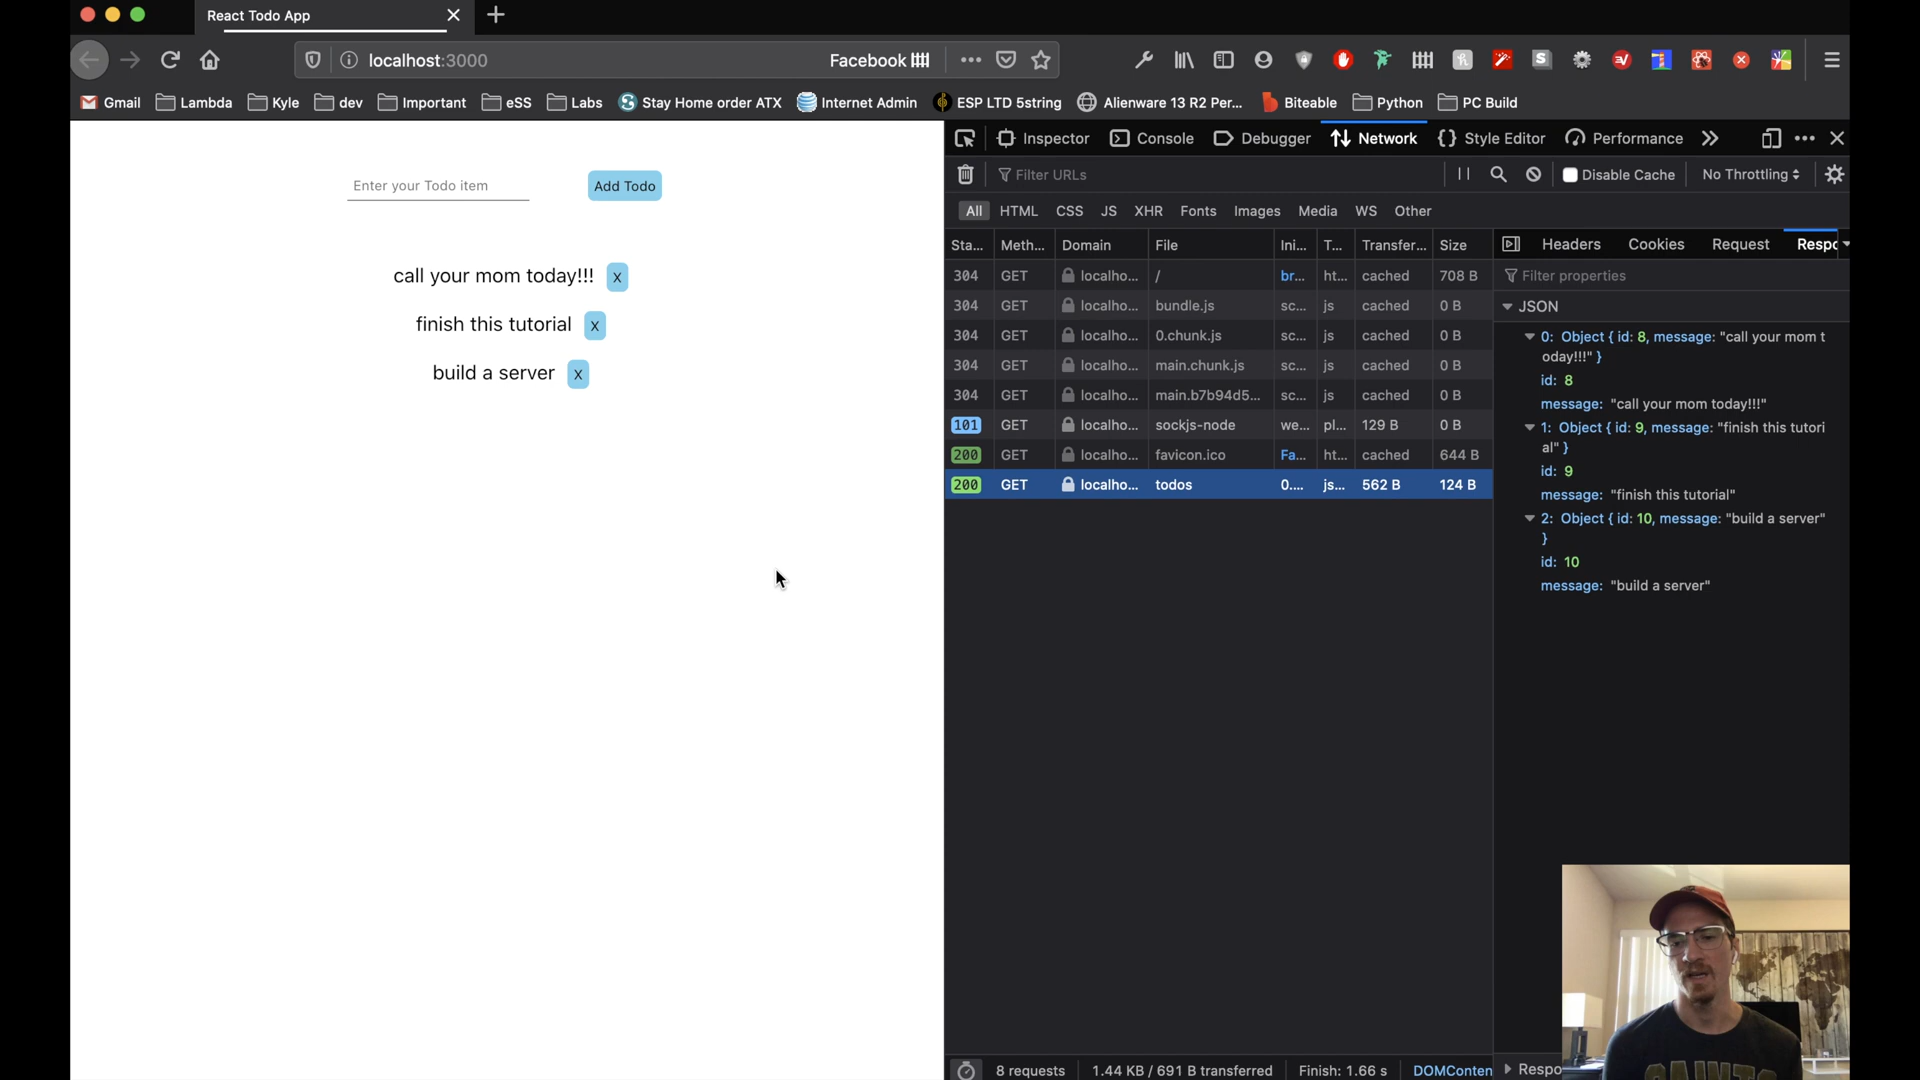 React Todo App
localhost:3000
Facebook
Gmail
Lambda
Kyle
dev
Important
eSS
Labs
Stay Home order ATX
Internet Admin
ESP LTD 5string
Alienware 13 R2 Per...
Biteable
Python
PC Build
Enter your Todo item
Add Todo
call your mom today!!! x
finish this tutorial x
build a server x
Inspector
Console
Debugger
Network
Style Editor
Performance
Filter URLs
Disable Cache
No Throttling
All HTML CSS JS XHR Fonts Images Media WS Other
Sta... Meth... Domain File Ini... T... Transfer... Size
304 GET localho... / br... ht... cached 708 B
304 GET localho... bundle.js sc... js cached 0 B
304 GET localho... 0.chunk.js sc... js cached 0 B
304 GET localho... main.chunk.js sc... js cached 0 B
304 GET localho... main.b7b94d5... sc... js cached 0 B
101 GET localho... sockjs-node we... pl... 129 B 0 B
200 GET localho... favicon.ico Fa... ht... cached 644 B
200 GET localho... todos 0.... js... 562 B 124 B
8 requests
1.44 KB / 691 B transferred
Finish: 1.66 s
DOMConten
Headers
Cookies
Request
Respo
Filter properties
JSON
0: Object { id: 8, message: "call your mom t
oday!!!" }
id: 8
message: "call your mom today!!!"
1: Object { id: 9, message: "finish this tutori
al" }
id: 9
message: "finish this tutorial"
2: Object { id: 10, message: "build a server"
}
id: 10
message: "build a server"
Respo
SAINTS